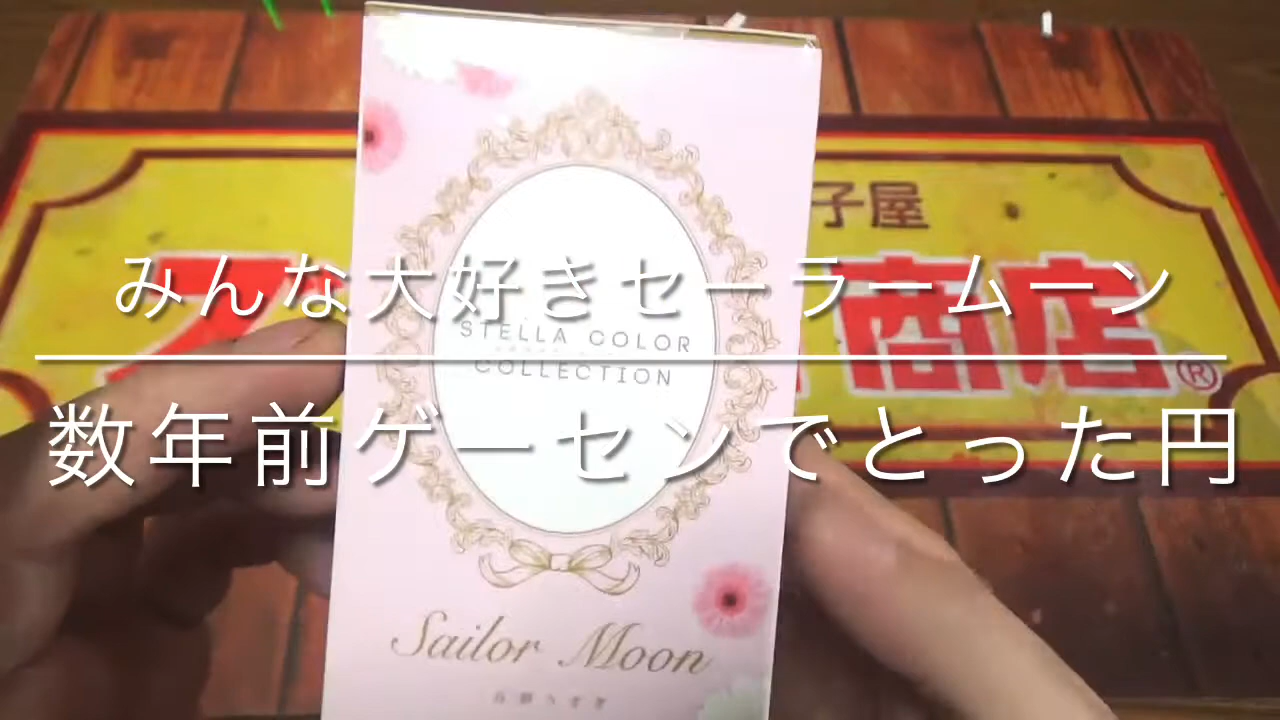 子屋
みんな大好きセーラームーン
商店®
STELLA COLOR
COLLECTION
数年前ゲーセンでとった円
Sailor Moon